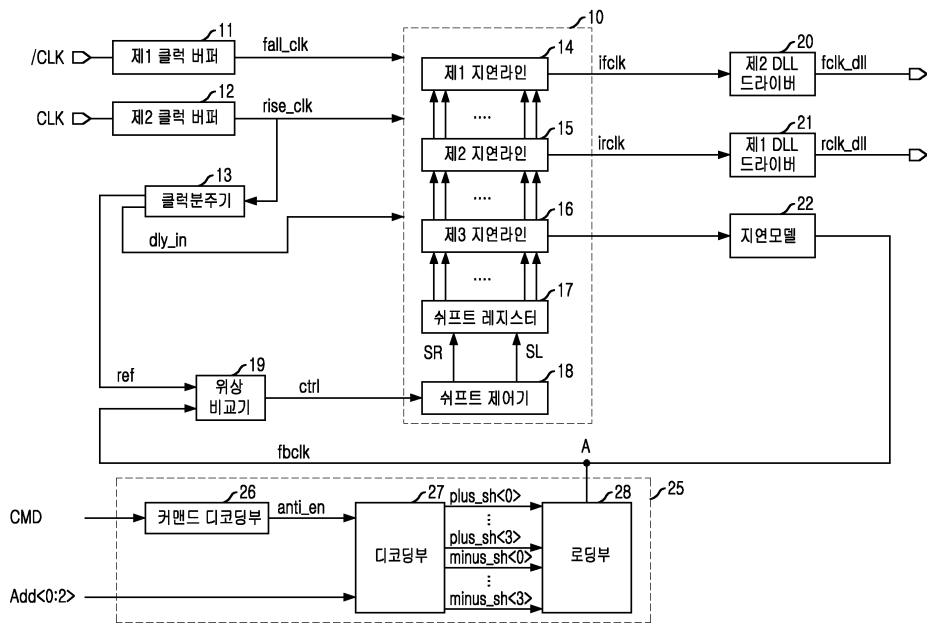 10
11
/CLK
제1 클럭 버퍼
fall_clk
12
CLK
제2 클럭 버퍼
rise_clk
13
클럭분주기
dly_in
14
제1 지연라인
ifclk
....
15
제2 지연라인
irclk
....
16
제3 지연라인
....
17
쉬프트 레지스터
SR
SL
18
쉬프트 제어기
20
제2 DLL
드라이버
fclk_dll
21
제1 DLL
드라이버
rclk_dll
22
지연모델
ref
19
위상
비교기
ctrl
fbclk
A
25
CMD
26
커맨드 디코딩부
anti_en
27
디코딩부
plus_sh<0>
plus_sh<3>
minus_sh<0>
minus_sh<3>
28
로딩부
Add<0:2>